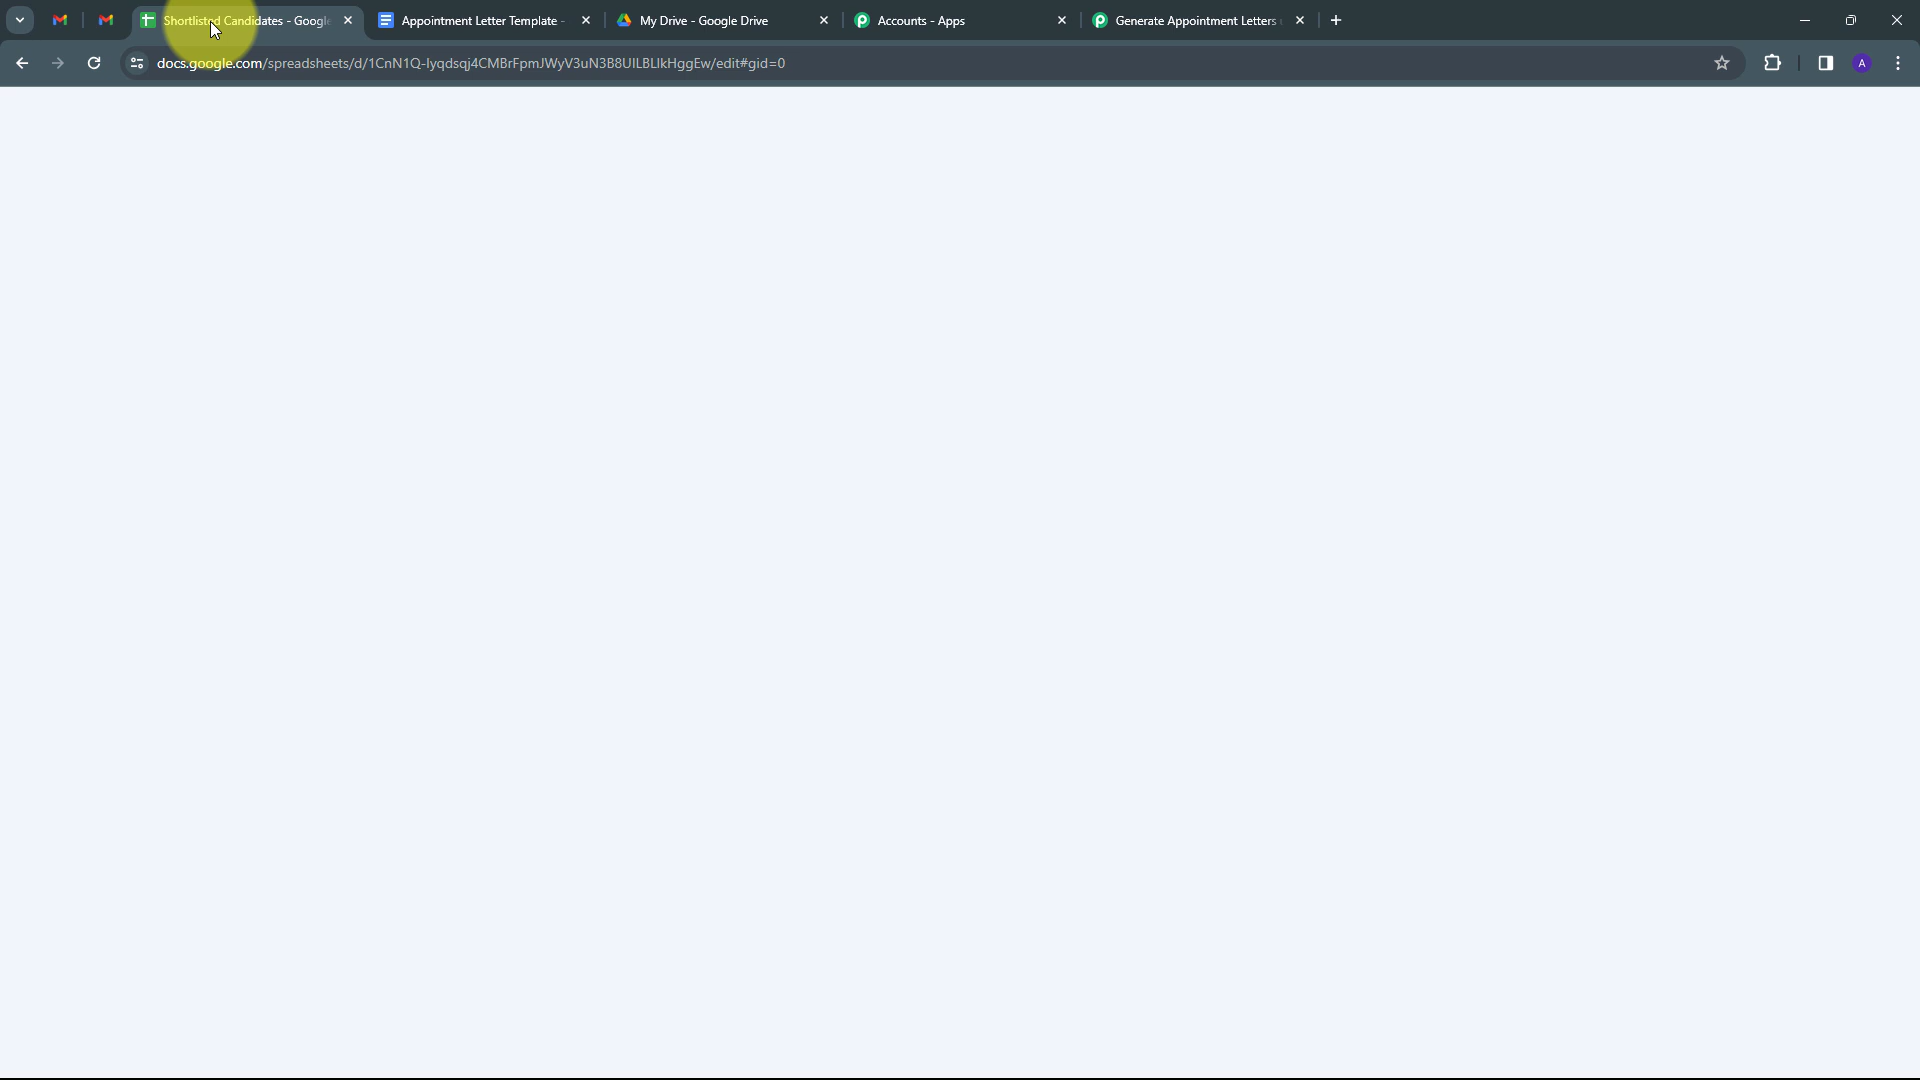 Shortlisted Candidates - Google
Appointment Letter Template -
My Drive - Google Drive
Accounts - Apps
Generate Appointment Letters
docs.google.com/spreadsheets/d/1CnN1Q-lyqdsqj4CMBrFpmJWyV3uN3B8UILBLlkHggEw/edit#gid=0
A